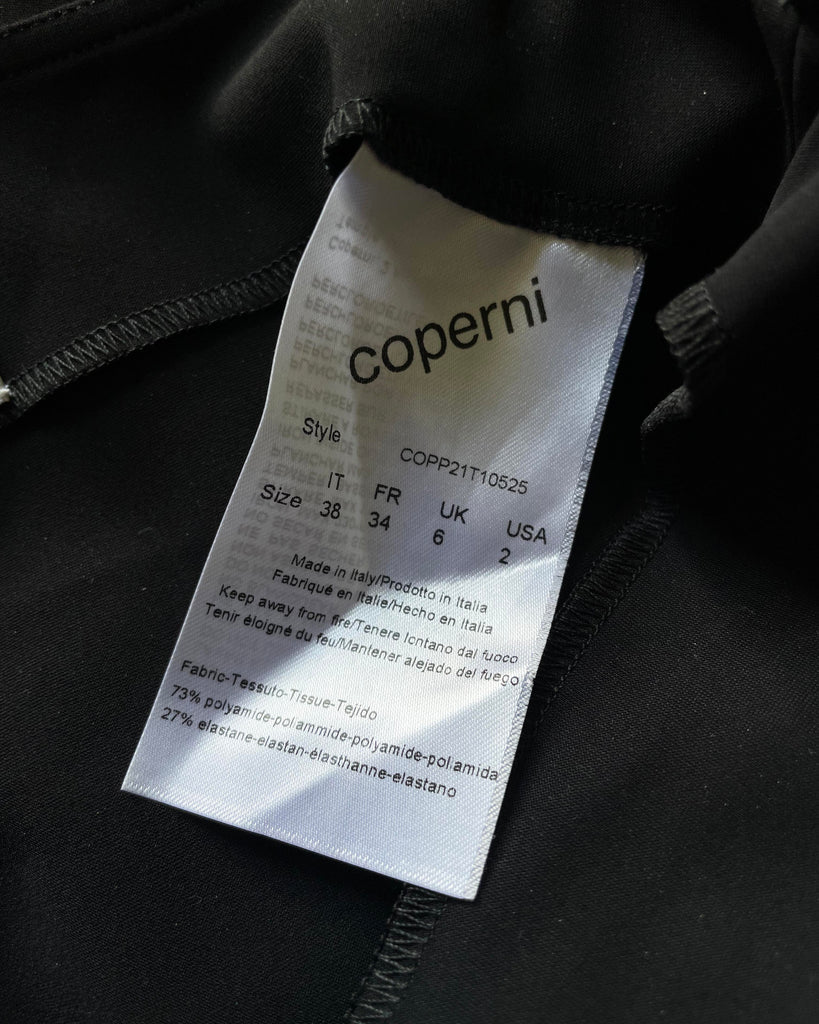 coperni
Style COPP21T10525
IT FR UK USA
Size 38 34 6 2
Made in Italy/Prodotto in Italia
Fabriqué en Italie/Hecho en Italia
Keep away from fire/Tenere lontano dal fuoco
Tenir éloigné du feu/Mantener alejado del fuego
Fabric-Tessuto-Tissue-Tejido
73% polyamide-poliammide-polyamide-poliamida
27% elastane-elastan-élasthanne-elastano